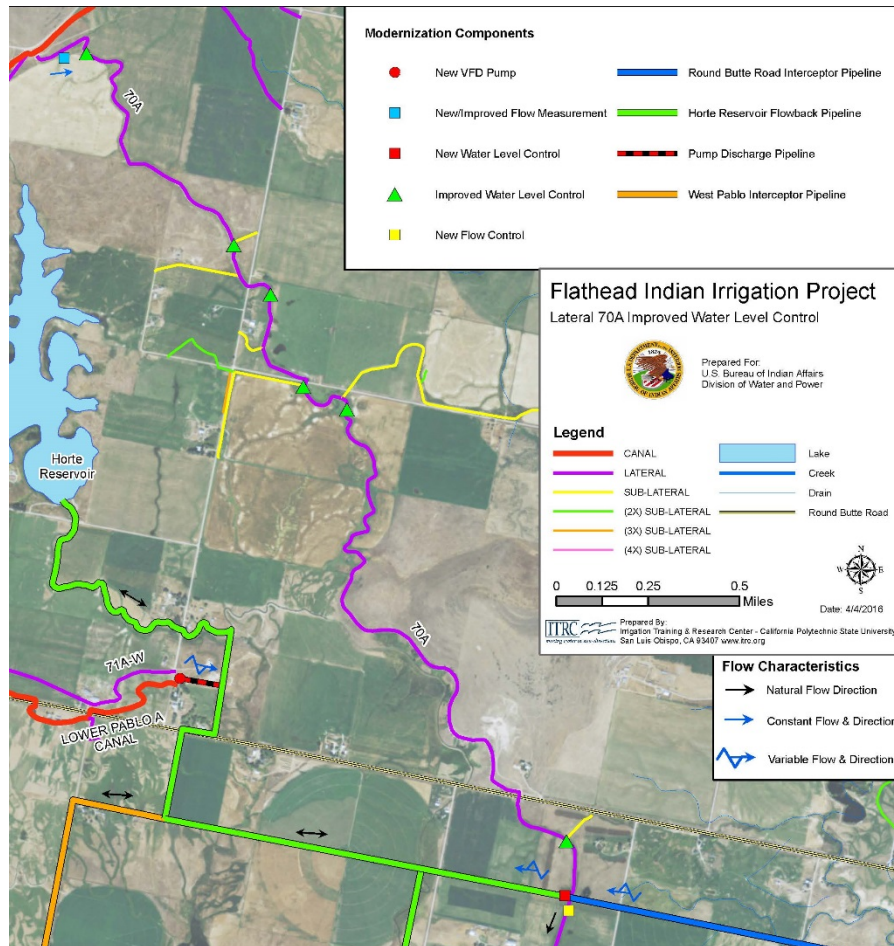 Modernization Components
New VFD Pump
New/Improved Flow Measurement
New Water Level Control
Improved Water Level Control
New Flow Control
Round Butte Road Interceptor Pipeline
Horte Reservoir Flowback Pipeline
Pump Discharge Pipeline
West Pablo Interceptor Pipeline
70A
Flathead Indian Irrigation Project
Lateral 70A Improved Water Level Control
Prepared For:
U.S. Bureau of Indian Affairs
Division of Water and Power
Legend
CANAL
LATERAL
SUB-LATERAL
(2X) SUB-LATERAL
(3X) SUB-LATERAL
(4X) SUB-LATERAL
Lake
Creek
Drain
Round Butte Road
N
W E
S
0 0.125 0.25 0.5
Miles
Date: 4/4/2016
ITRC
Prepared By:
Irrigation Training & Research Center - California Polytechnic State University
San Luis Obispo, CA 93407 www.itrc.org
Horte
Reservoir
70A
71A-W
LOWER PABLO A
CANAL
Flow Characteristics
Natural Flow Direction
Constant Flow & Direction
Variable Flow & Direction